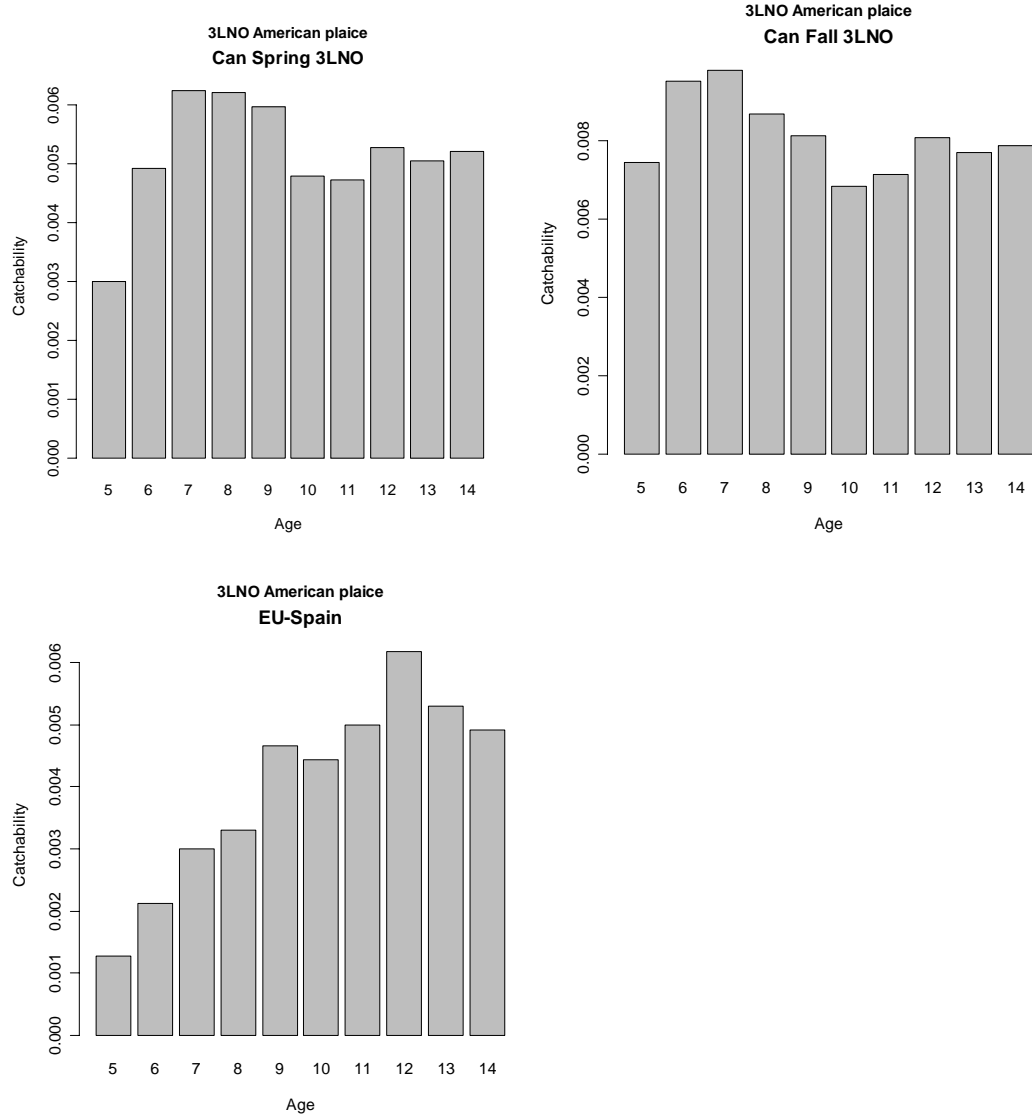 3LNO American plaice
Can Spring 3LNO
Catchability
0.006
0.005
0.004
0.003
0.002
0.001
0.000
5 6 7 8 9 10 11 12 13 14
Age
3LNO American plaice
Can Fall 3LNO
Catchability
0.008
0.006
0.004
0.002
0.000
5 6 7 8 9 10 11 12 13 14
Age
3LNO American plaice
EU-Spain
Catchability
0.006
0.005
0.004
0.003
0.002
0.001
0.000
5 6 7 8 9 10 11 12 13 14
Age